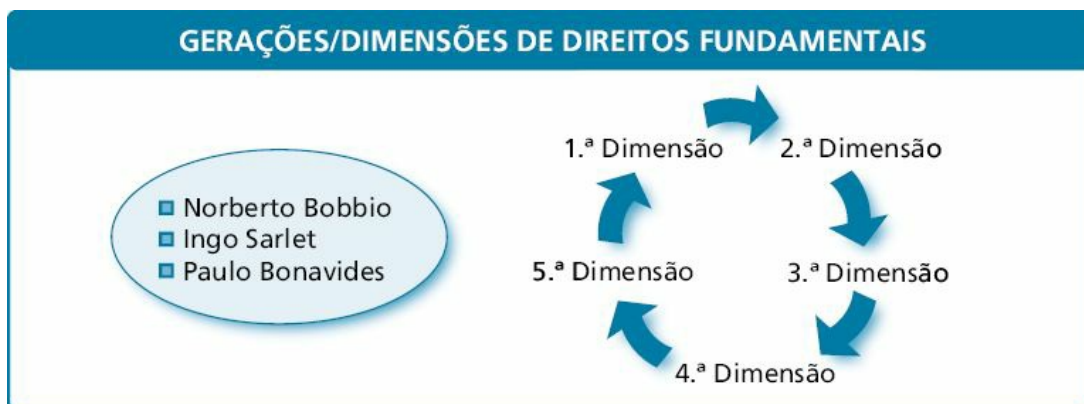 GERAÇÕES/DIMENSÕES DE DIREITOS FUNDAMENTAIS
Norberto Bobbio
Ingo Sarlet
Paulo Bonavides
1.ª Dimensão
2.ª Dimensão
3.ª Dimensão
4.ª Dimensão
5.ª Dimensão